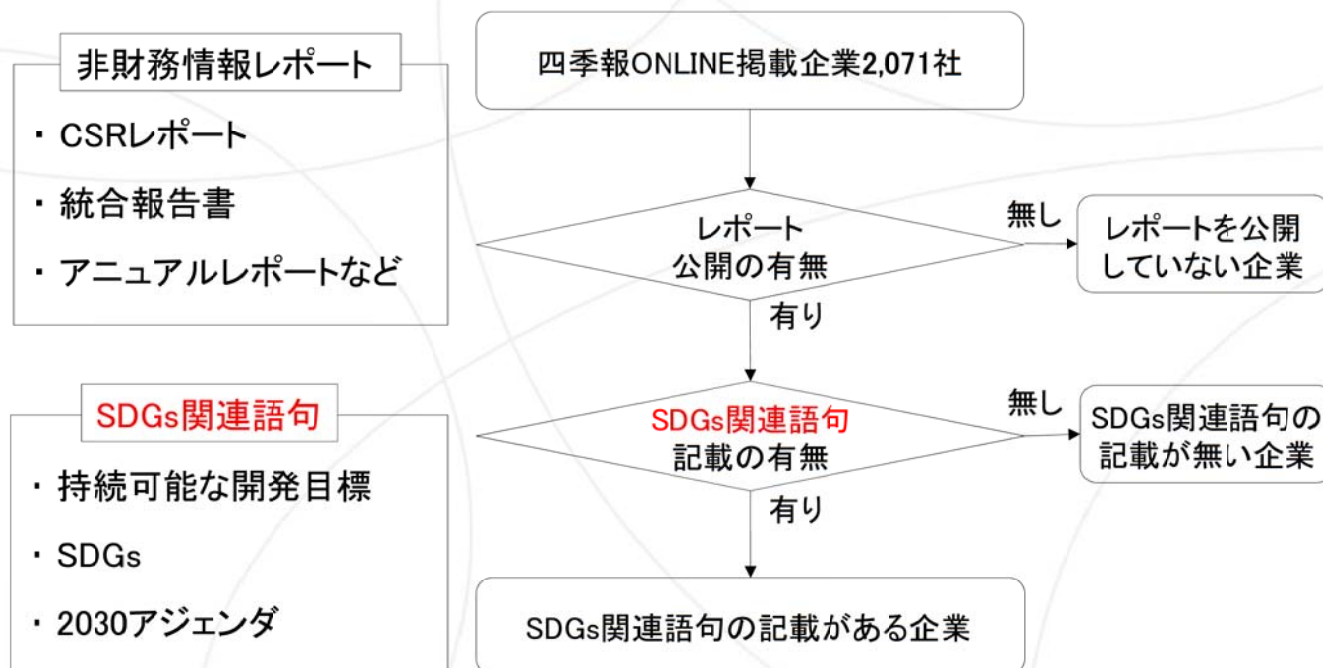 非財務情報レポート
・ CSRレポート
・ 統合報告書
・ アニュアルレポートなど
SDGs関連語句
・ 持続可能な開発目標
・ SDGs
・ 2030アジェンダ
四季報ONLINE掲載企業2,071社
レポート
公開の有無
無し
レポートを公開
していない企業
有り
SDGs関連語句
記載の有無
無し
SDGs関連語句の
記載が無い企業
有り
SDGs関連語句の記載がある企業